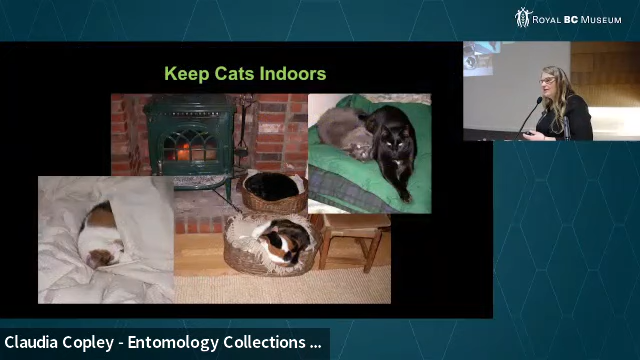 ROYAL BC MUSEUM
Keep Cats Indoors
Claudia Copley - Entomology Collections ...